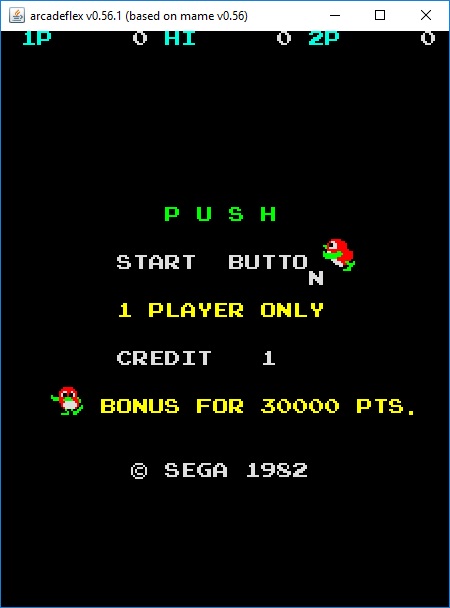 arcadeflex v0.56.1 (based on mame v0.56)
1P 0 HI 0 2P 0
P U S H
START BUTTO
N
1 PLAYER ONLY
CREDIT 1
BONUS FOR 30000 PTS.
© SEGA 1982